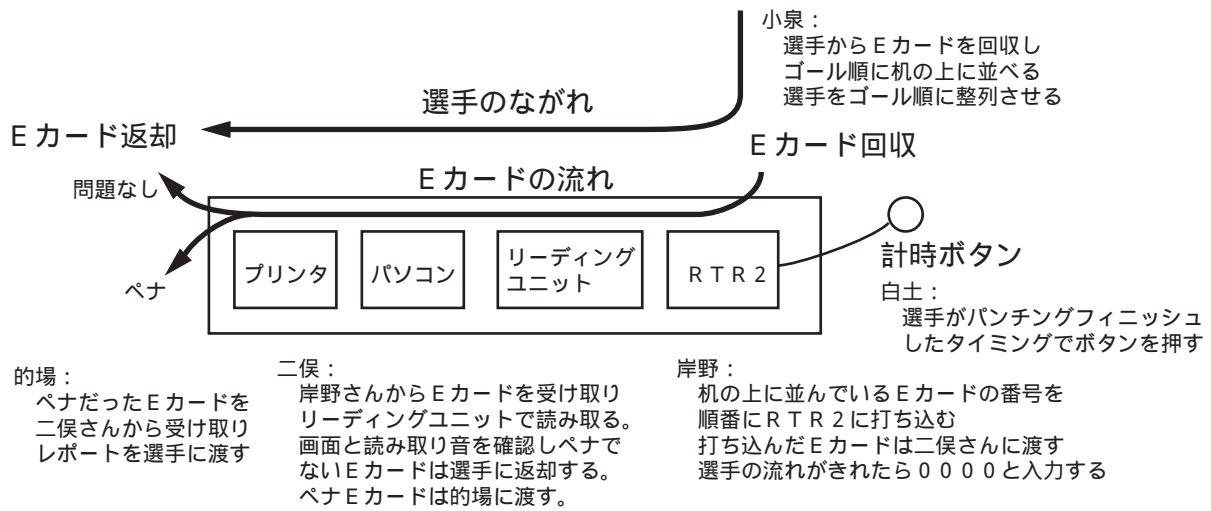 小泉：
選手からＥカードを回収し
ゴール順に机の上に並べる
選手をゴール順に整列させる
選手のながれ
Ｅカード返却
Ｅカード回収
問題なし
Ｅカードの流れ
ペナ
プリンタ
パソコン
リーディング
ユニット
ＲＴＲ２
計時ボタン
白土：
選手がパンチングフィニッシュ
したタイミングでボタンを押す
的場：
ペナだったＥカードを
二俣さんから受け取り
レポートを選手に渡す
二俣：
岸野さんからＥカードを受け取り
リーディングユニットで読み取る。
画面と読み取り音を確認しペナで
ないＥカードは選手に返却する。
ペナＥカードは的場に渡す。
岸野：
机の上に並んでいるＥカードの番号を
順番にＲＴＲ２に打ち込む
打ち込んだＥカードは二俣さんに渡す
選手の流れがきれたら００００と入力する